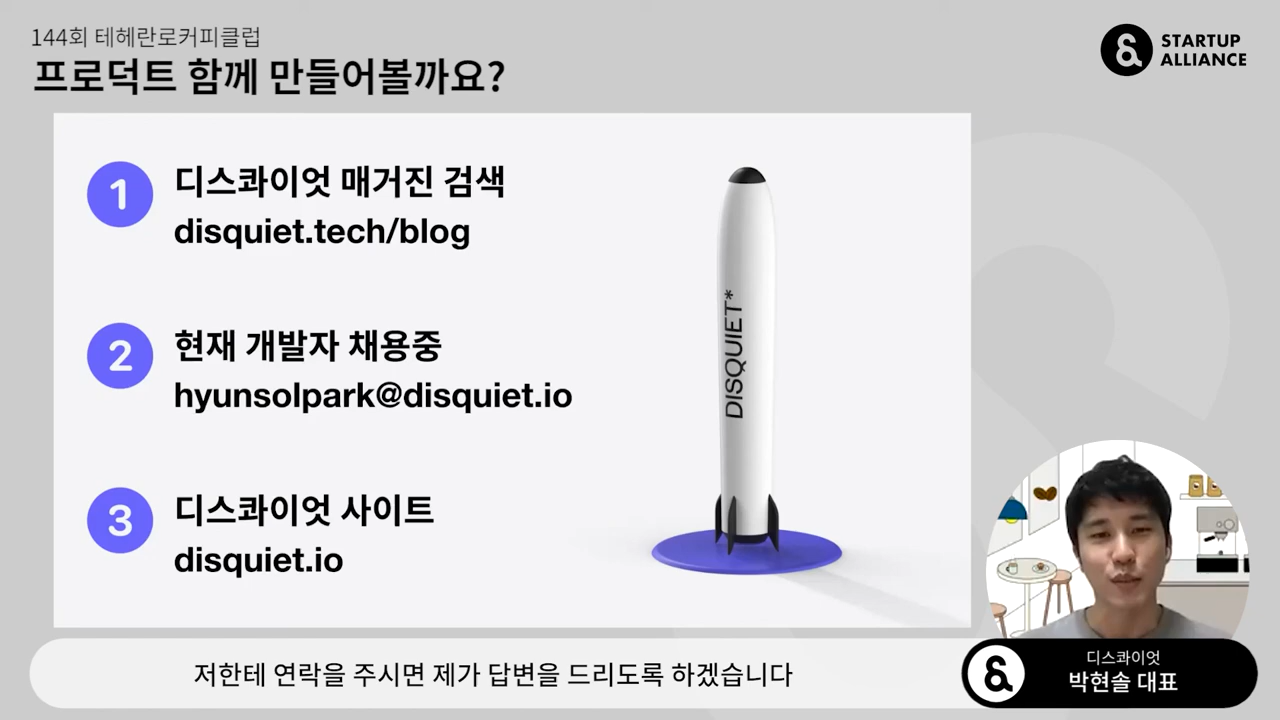 144회 테헤란로커피클럽
프로덕트 함께 만들어볼까요?
STARTUP
ALLIANCE
1
디스콰이엇 매거진 검색
disquiet.tech/blog
2
현재 개발자 채용중
hyunsolpark@disquiet.io
3
디스콰이엇 사이트
disquiet.io
DISQUIET*
저한테 연락을 주시면 제가 답변을 드리도록 하겠습니다
디스콰이엇
박현솔 대표